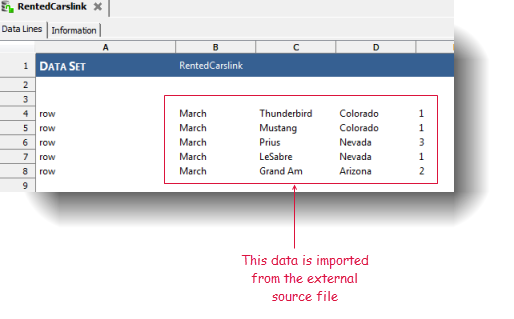 RentedCarslink
Data Lines Information
A B C D
1 DATA SET RentedCarslink
2
3
4 row March Thunderbird Colorado 1
5 row March Mustang Colorado 1
6 row March Prius Nevada 3
7 row March LeSabre Nevada 1
8 row March Grand Am Arizona 2
9
This data is imported
from the external
source file